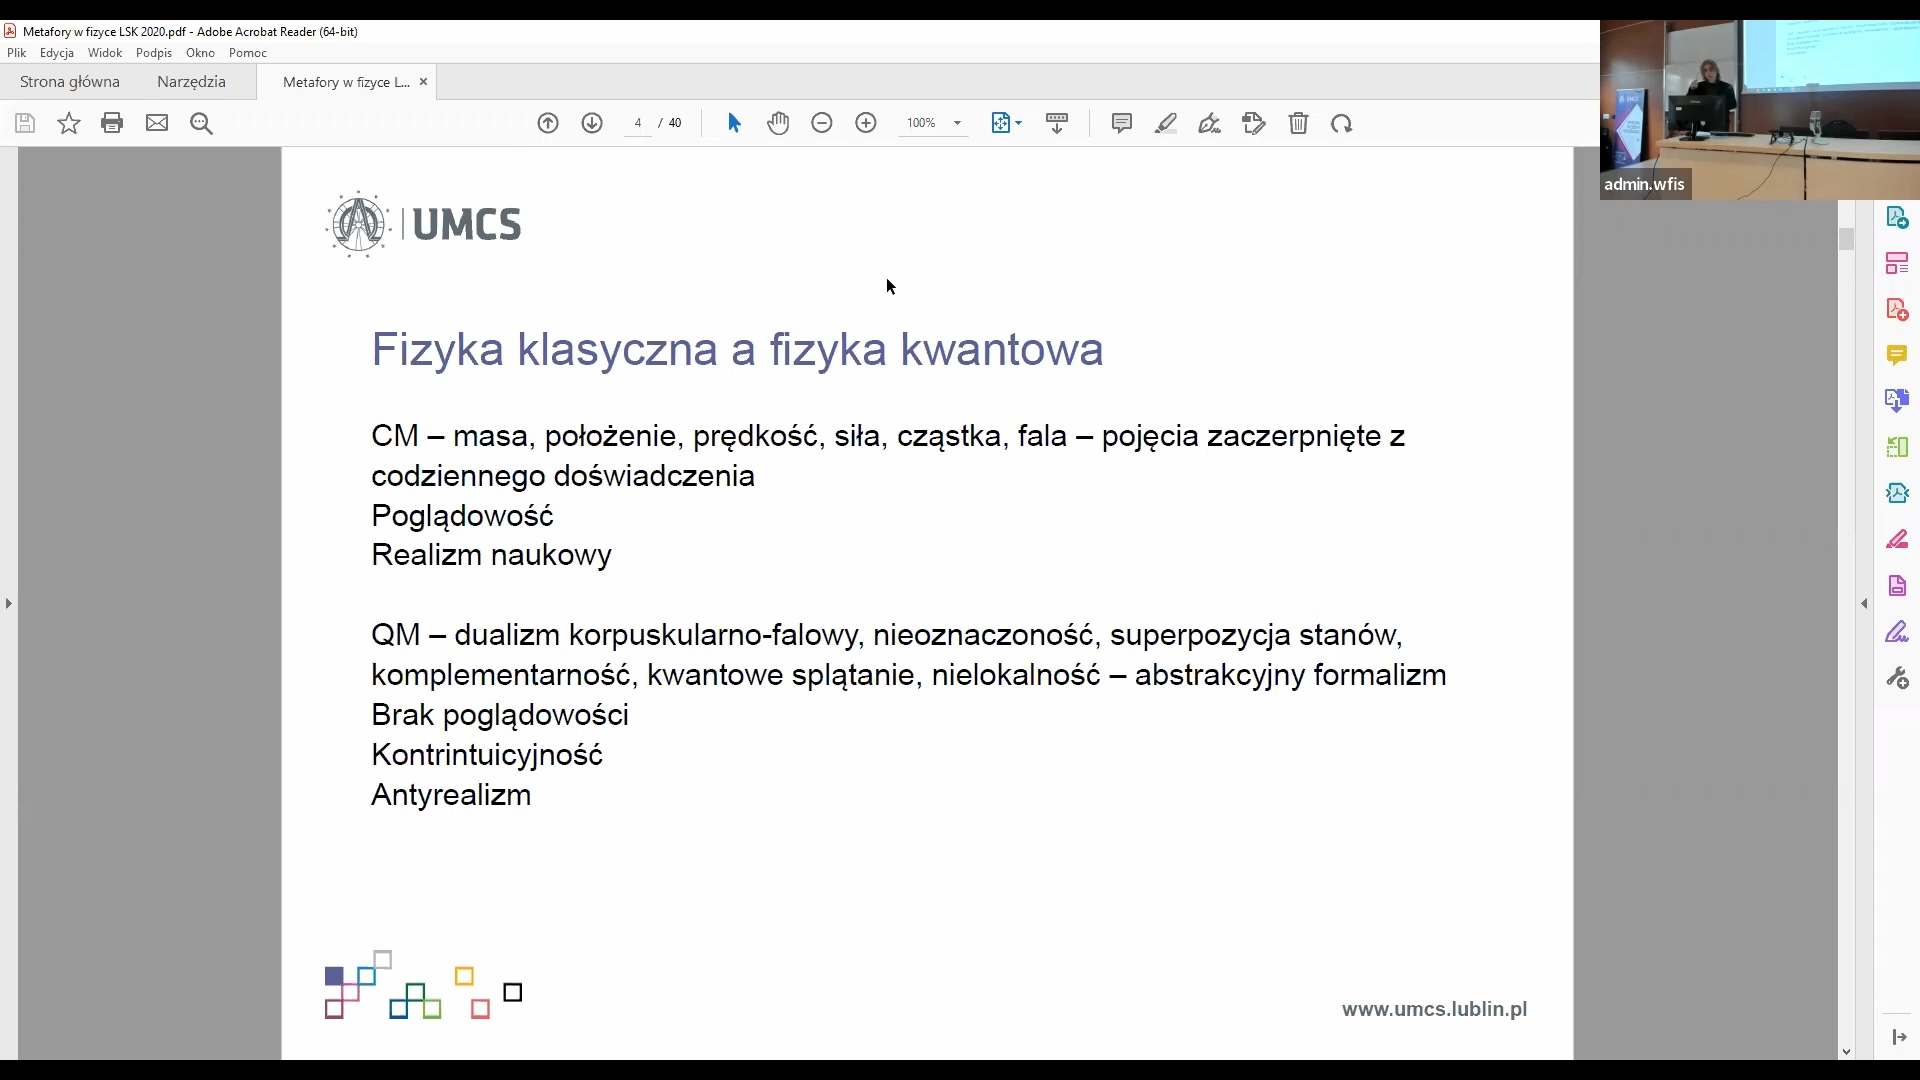 Metafory w fizyce LSK 2020.pdf - Adobe Acrobat Reader (64-bit)
Plik Edycja Widok Podpis Okno Pomoc
Strona główna Narzędzia Metafory w fizyce L... ×
4 / 40 100%
admin.wfis
UMCS
Fizyka klasyczna a fizyka kwantowa
CM – masa, położenie, prędkość, siła, cząstka, fala – pojęcia zaczerpnięte z
codziennego doświadczenia
Poglądowość
Realizm naukowy
QM – dualizm korpuskularno-falowy, nieoznaczoność, superpozycja stanów,
komplementarność, kwantowe splątanie, nielokalność – abstrakcyjny formalizm
Brak poglądowości
Kontrintuicyjność
Antyrealizm
www.umcs.lublin.pl